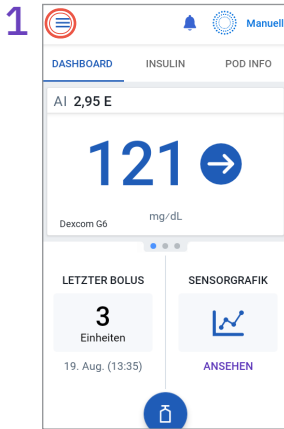 1
Manuell
DASHBOARD INSULIN POD INFO
AI 2,95 E
121
Dexcom G6 mg/dL
LETZTER BOLUS SENSORGRAFIK
3
Einheiten
19. Aug. (13:35) ANSEHEN